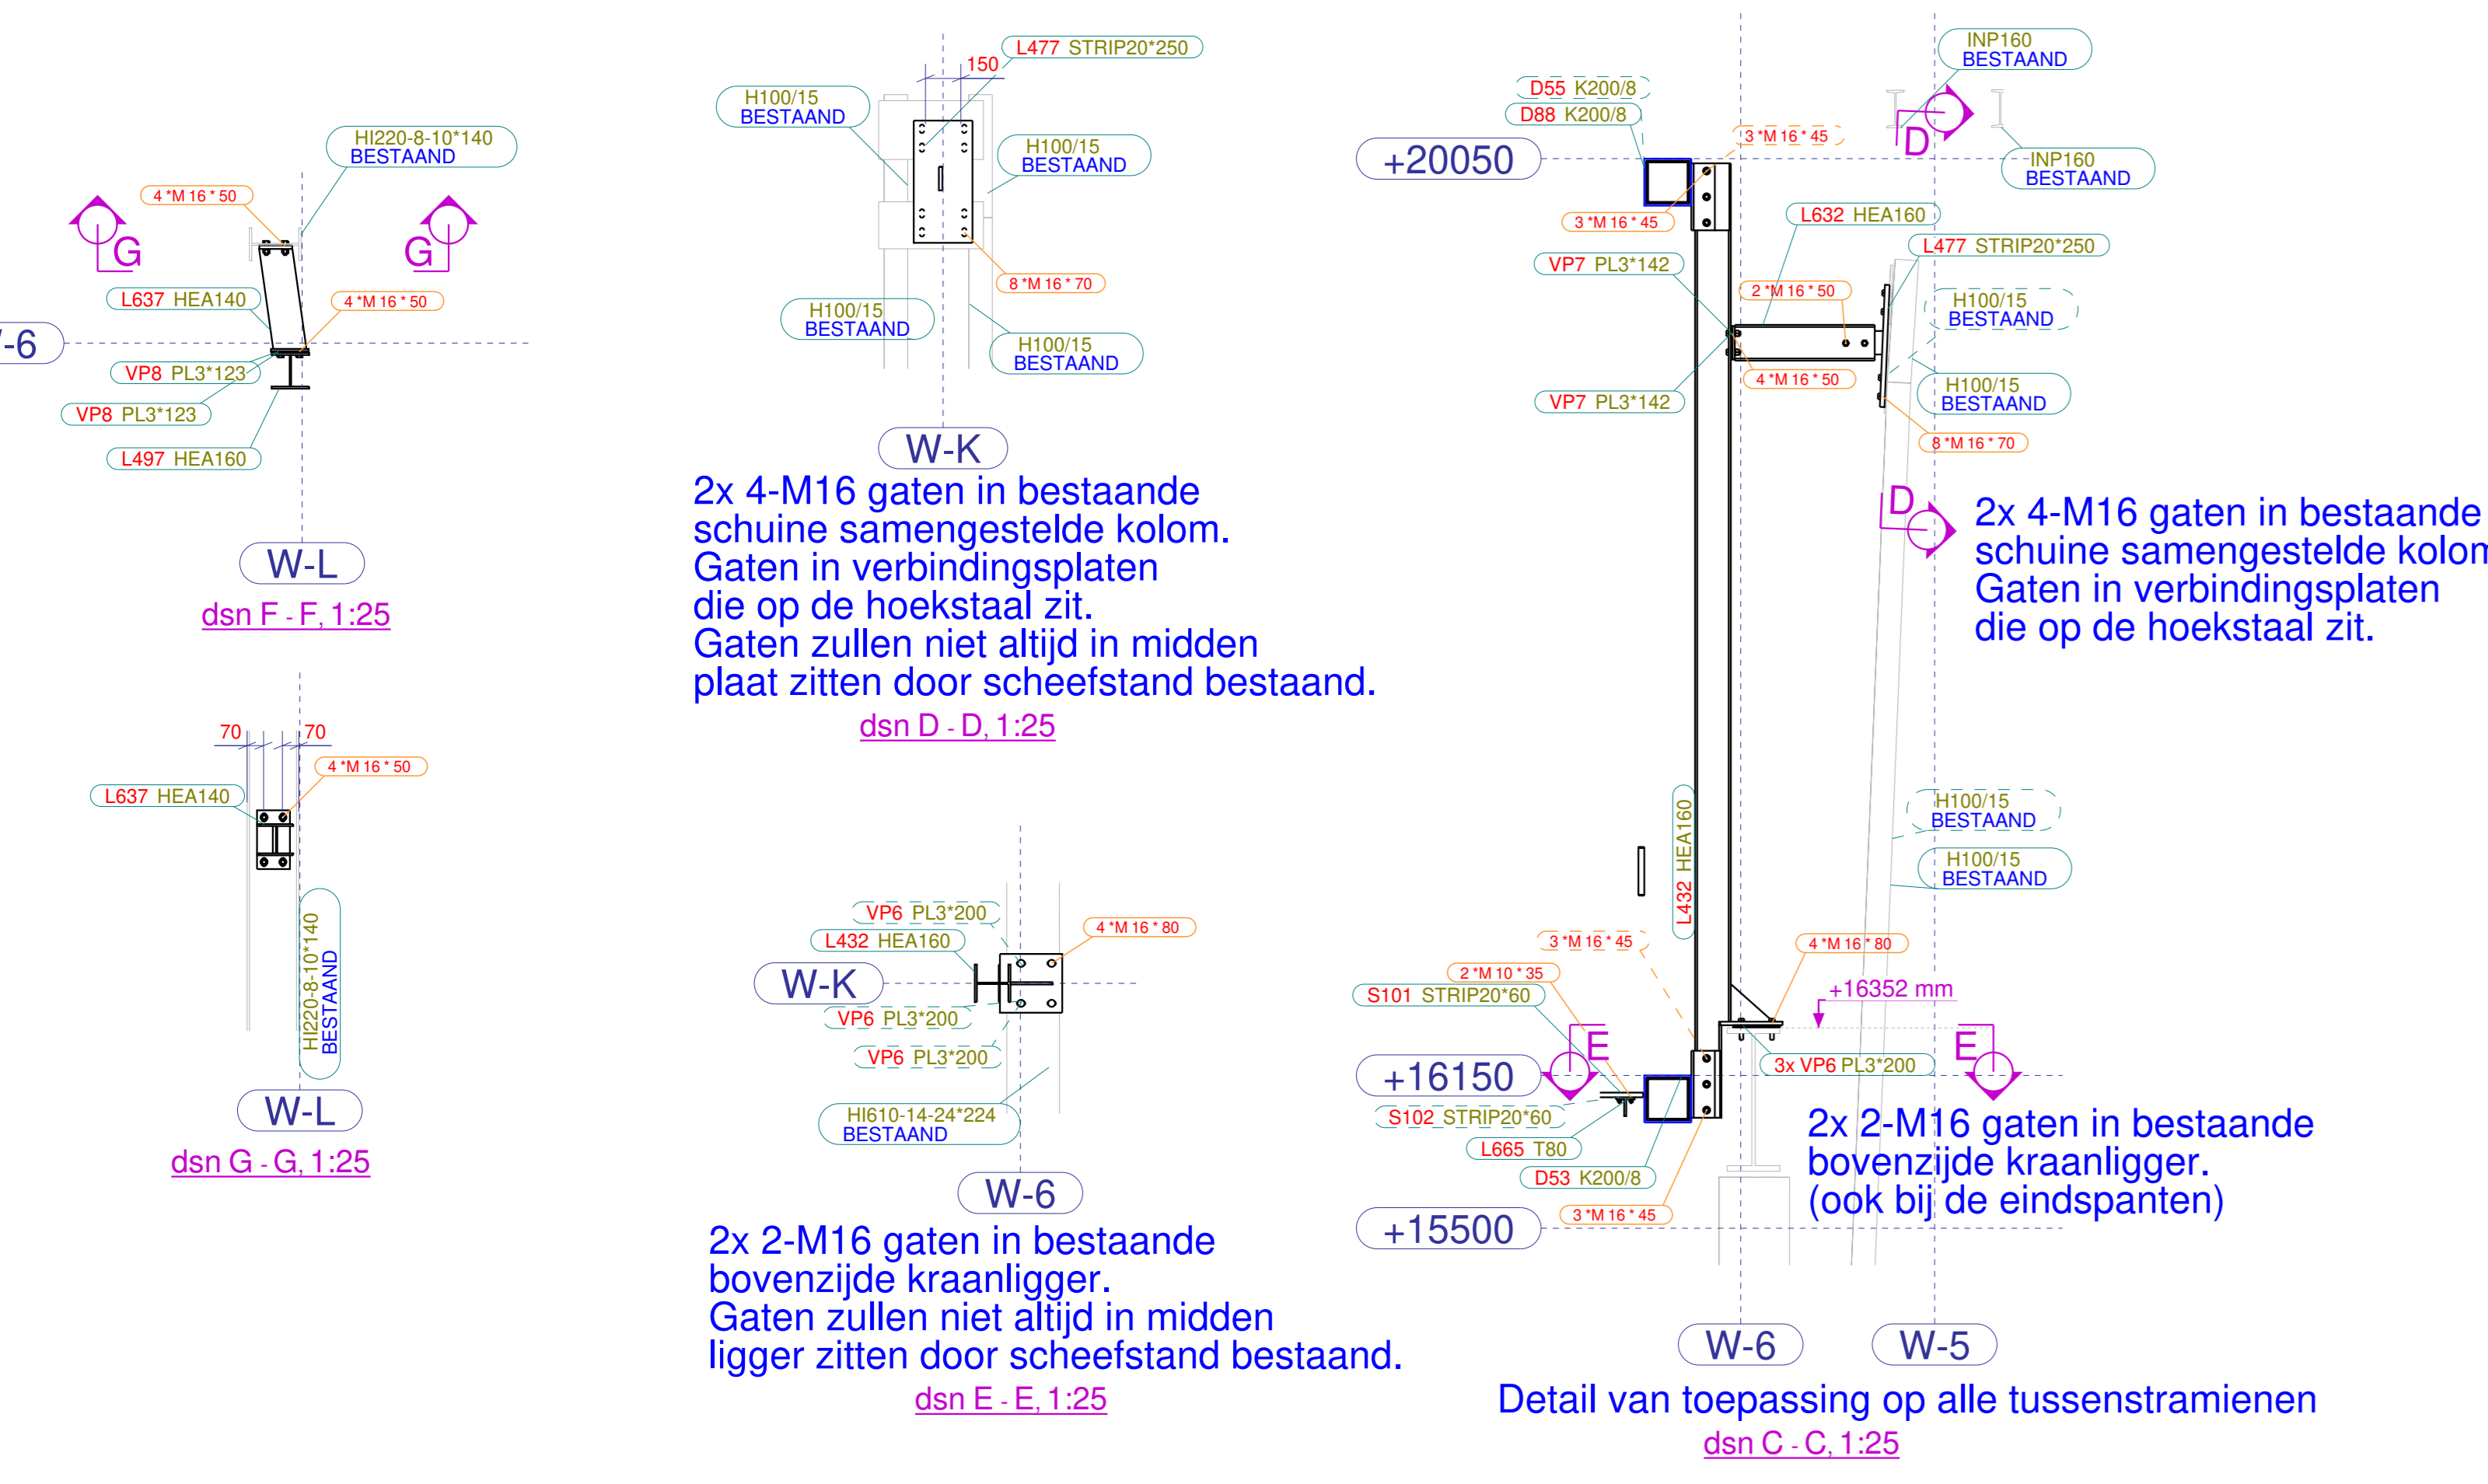 HI220-8-10*140
BESTAAND
4 *M 16 * 50
G
G
L637 HEA140
4 *M 16 * 50
-6
VP8 PL3*123
VP8 PL3*123
L497 HEA160
W-L
dsn F - F, 1:25
70
70
4 *M 16 * 50
L637 HEA140
HI220-8-10*140
BESTAAND
W-L
dsn G - G, 1:25
L477 STRIP20*250
150
H100/15
BESTAAND
H100/15
BESTAAND
8 *M 16 * 70
H100/15
BESTAAND
H100/15
BESTAAND
W-K
2x 4-M16 gaten in bestaande
schuine samengestelde kolom.
Gaten in verbindingsplaten
die op de hoekstaal zit.
Gaten zullen niet altijd in midden
plaat zitten door scheefstand bestaand.
dsn D - D, 1:25
VP6 PL3*200
4 *M 16 * 80
L432 HEA160
W-K
VP6 PL3*200
VP6 PL3*200
HI610-14-24*224
BESTAAND
W-6
2x 2-M16 gaten in bestaande
bovenzijde kraanligger.
Gaten zullen niet altijd in midden
ligger zitten door scheefstand bestaand.
dsn E - E, 1:25
INP160
BESTAAND
D55 K200/8
D88 K200/8
3 *M 16 * 45
D
+20050
INP160
BESTAAND
3 *M 16 * 45
L632 HEA160
L477 STRIP20*250
VP7 PL3*142
2 *M 16 * 50
H100/15
BESTAAND
4 *M 16 * 50
H100/15
BESTAAND
VP7 PL3*142
8 *M 16 * 70
D
2x 4-M16 gaten in bestaande
schuine samengestelde kolom
Gaten in verbindingsplaten
die op de hoekstaal zit.
H100/15
BESTAAND
L432 HEA160
H100/15
BESTAAND
3 *M 16 * 45
4 *M 16 * 80
2 *M 10 * 35
S101 STRIP20*60
+16352 mm
E
E
+16150
3x VP6 PL3*200
S102 STRIP20*60
L665 T80
D53 K200/8
2x 2-M16 gaten in bestaande
bovenzijde kraanligger.
(ook bij de eindspanten)
3 *M 16 * 45
+15500
W-6
W-5
Detail van toepassing op alle tussenstramienen
dsn C - C, 1:25